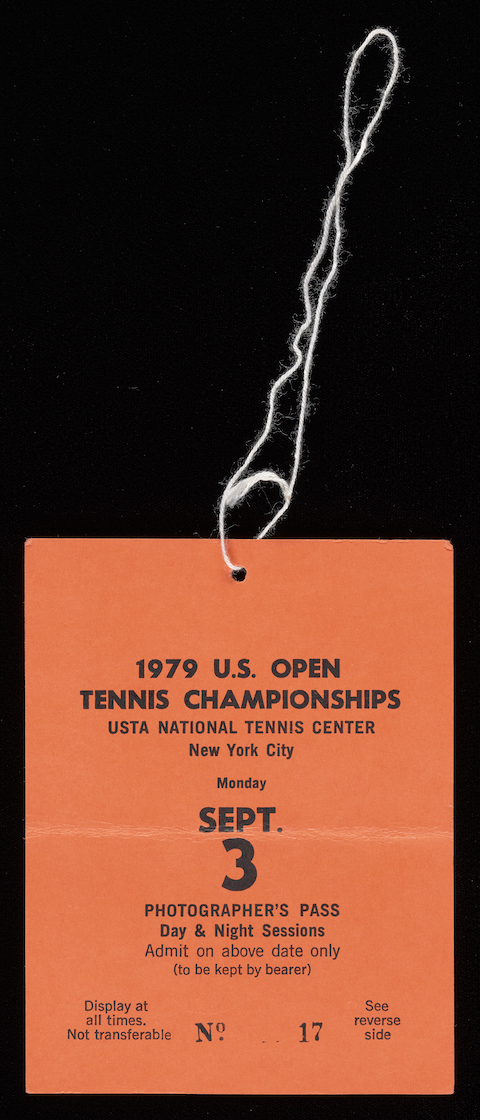 1979 U.S. OPEN
TENNIS CHAMPIONSHIPS
USTA NATIONAL TENNIS CENTER
New York City
Monday
SEPT.
3
PHOTOGRAPHER'S PASS
Day & Night Sessions
Admit on above date only
(to be kept by bearer)
Display at
all times.
Not transferable
Nº 17
See
reverse
side